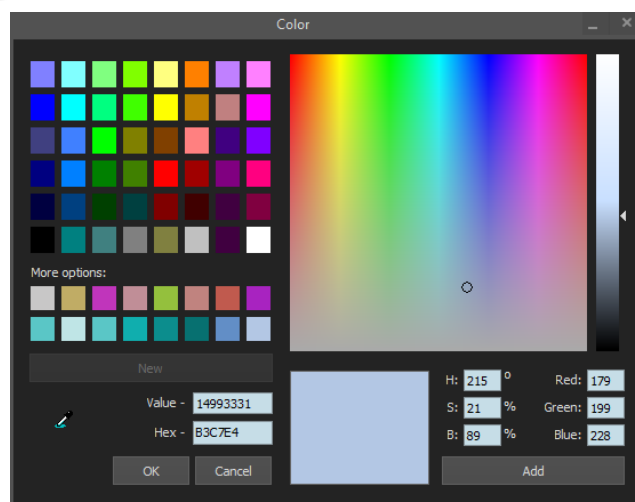 Color
More options:
New
Value - 14993331
Hex - B3C7E4
OK Cancel
H: 215 °
S: 21 %
B: 89 %
Red: 179
Green: 199
Blue: 228
Add